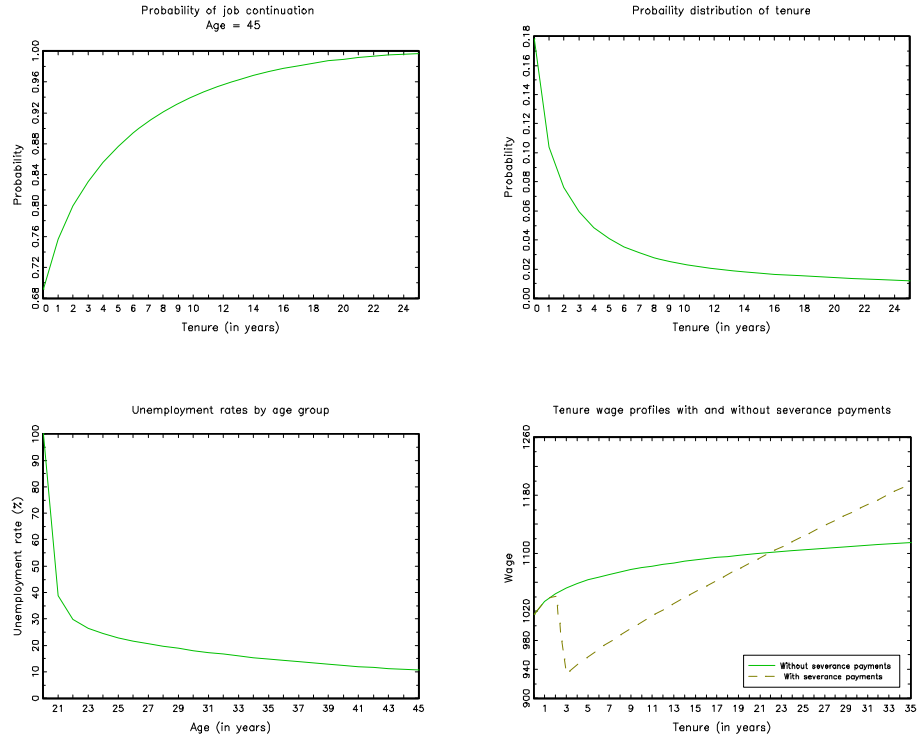 Probability of job continuation
Age = 45
Probability
1.00
0.96
0.92
0.88
0.84
0.80
0.76
0.72
0.68
0 1 2 3 4 5 6 7 8 9 10 12 14 16 18 20 22 24
Tenure (in years)
Probaility distribution of tenure
Probability
0.18
0.16
0.14
0.12
0.10
0.08
0.06
0.04
0.02
0.00
0 1 2 3 4 5 6 7 8 9 10 12 14 16 18 20 22 24
Tenure (in years)
Unemployment rates by age group
Unemployment rate (%)
100
90
80
70
60
50
40
30
20
10
0
21 23 25 27 29 31 33 35 37 39 41 43 45
Age (in years)
Tenure wage profiles with and without severance payments
Wage
1260
1180
1100
1020
980
940
900
1 3 5 7 9 11 13 15 17 19 21 23 25 27 29 31 33 35
Tenure (in years)
Without severance payments
With severance payments